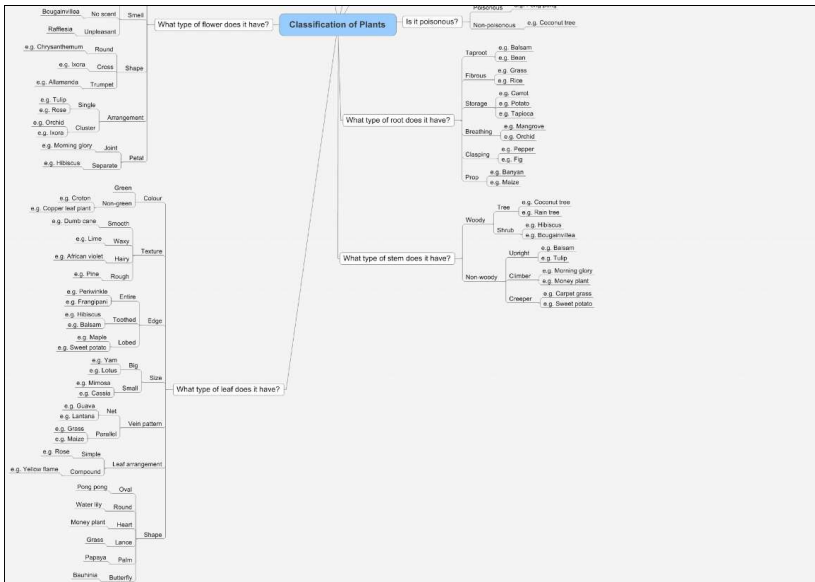 Classification of Plants
Is it poisonous?
Poisonous
Non-poisonous
e.g. Coconut tree
What type of flower does it have?
Smell
No scent
Bougainvillea
Unpleasant
Rafflesia
Shape
Round
e.g. Chrysanthemum
Cross
e.g. Ixora
Trumpet
e.g. Allamanda
Arrangement
Single
e.g. Tulip
e.g. Rose
Cluster
e.g. Orchid
e.g. Ixora
Petal
Joint
e.g. Morning glory
Separate
e.g. Hibiscus
What type of root does it have?
Taproot
e.g. Balsam
e.g. Bean
Fibrous
e.g. Grass
e.g. Rice
Storage
e.g. Carrot
e.g. Potato
e.g. Tapioca
Breathing
e.g. Mangrove
e.g. Orchid
Clasping
e.g. Pepper
e.g. Fig
Prop
e.g. Banyan
e.g. Maize
What type of stem does it have?
Woody
Tree
e.g. Coconut tree
e.g. Rain tree
Shrub
e.g. Hibiscus
e.g. Bougainvillea
Non-woody
Upright
e.g. Balsam
e.g. Tulip
Climber
e.g. Morning glory
e.g. Money plant
Creeper
e.g. Carpet grass
e.g. Sweet potato
What type of leaf does it have?
Colour
Green
Non-green
e.g. Croton
e.g. Copper leaf plant
Texture
Smooth
e.g. Dumb cane
Waxy
e.g. Lime
Hairy
e.g. African violet
Rough
e.g. Pine
Edge
Entire
e.g. Periwinkle
e.g. Frangipani
Toothed
e.g. Hibiscus
e.g. Balsam
Lobed
e.g. Maple
e.g. Sweet potato
Size
Big
e.g. Yam
e.g. Lotus
Small
e.g. Mimosa
e.g. Cassia
Vein pattern
Net
e.g. Guava
e.g. Lantana
Parallel
e.g. Grass
e.g. Maize
Leaf arrangement
Simple
e.g. Rose
Compound
e.g. Yellow flame
Shape
Oval
Pong pong
Round
Water lily
Heart
Money plant
Lance
Grass
Palm
Papaya
Butterfly
Bauhinia